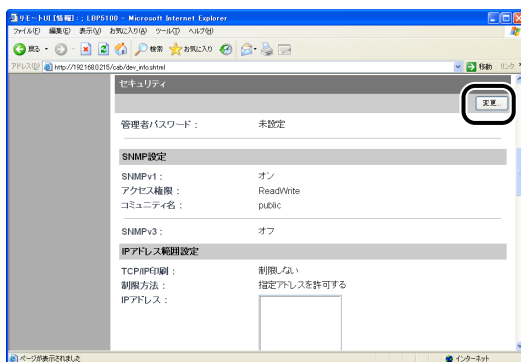 リモートUI [情報] : ; LBP5100 - Microsoft Internet Explorer
ファイル(F) 編集(E) 表示(V) お気に入り(A) ツール(T) ヘルプ(H)
戻る 検索 お気に入り
アドレス(D) http://192.168.0.215/cab/dev_info.shtml 移動 リンク
セキュリティ
変更...
管理者パスワード : 未設定
SNMP設定
SNMPv1 : オン
アクセス権限 : ReadWrite
コミュニティ名 : public
SNMPv3 : オフ
IPアドレス範囲設定
TCP/IP印刷 : 制限しない
制限方法 : 指定アドレスを許可する
IPアドレス :
ページが表示されました インターネット